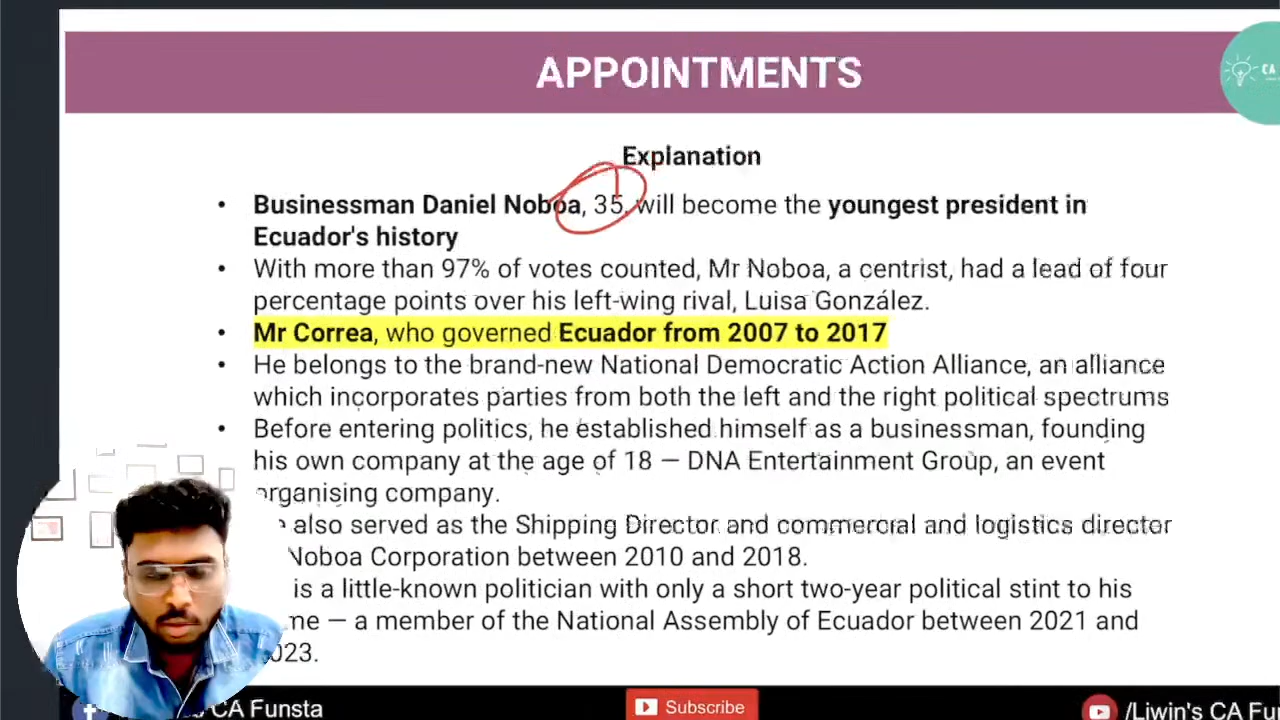 APPOINTMENTS
CA
Explanation
• Businessman Daniel Noboa, 35, will become the youngest president in
Ecuador's history
• With more than 97% of votes counted, Mr Noboa, a centrist, had a lead of four
percentage points over his left-wing rival, Luisa González.
• Mr Correa, who governed Ecuador from 2007 to 2017
• He belongs to the brand-new National Democratic Action Alliance, an alliance
which incorporates parties from both the left and the right political spectrums
• Before entering politics, he established himself as a businessman, founding
his own company at the age of 18 — DNA Entertainment Group, an event
organising company.
also served as the Shipping Director and commercial and logistics director
Noboa Corporation between 2010 and 2018.
is a little-known politician with only a short two-year political stint to his
— a member of the National Assembly of Ecuador between 2021 and
2023.
CA Funsta
Subscribe
/Liwin's CA Fun